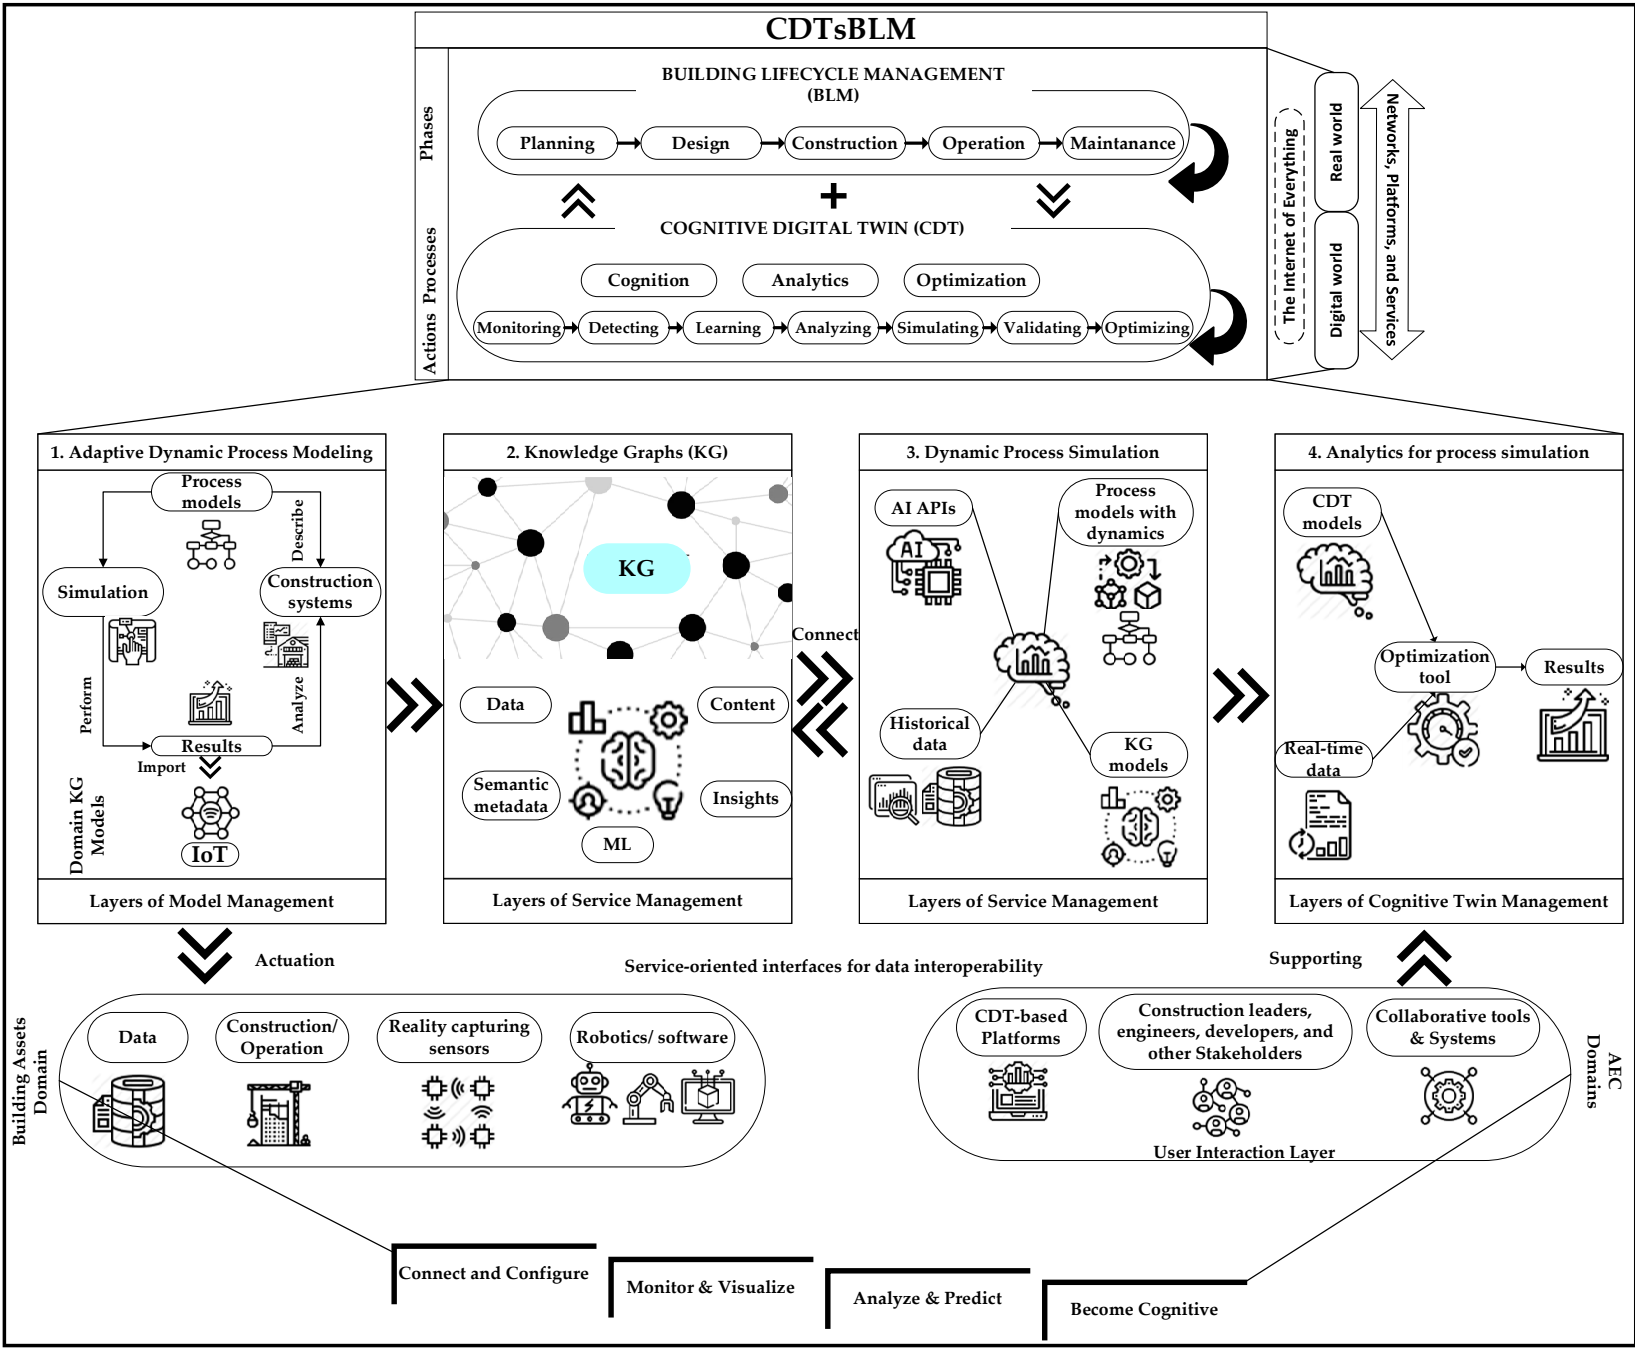 CDTsBLM
BUILDING LIFECYCLE MANAGEMENT
(BLM)
Phases
Planning
Design
Construction
Operation
Maintanance
+
COGNITIVE DIGITAL TWIN (CDT)
Actions Processes
Cognition
Analytics
Optimization
Monitoring
Detecting
Learning
Analyzing
Simulating
Validating
Optimizing
The Internet of Everything
Real world
Digital world
Networks, Platforms, and Services
1. Adaptive Dynamic Process Modeling
Process
models
Describe
Simulation
Construction
systems
Perform
Analyze
Results
Import
Domain KG
Models
IoT
Layers of Model Management
2. Knowledge Graphs (KG)
KG
Data
Content
Semantic
metadata
Insights
ML
Layers of Service Management
Connect
3. Dynamic Process Simulation
AI APIs
AI
Process
models with
dynamics
Historical
data
KG
models
Layers of Service Management
4. Analytics for process simulation
CDT
models
Optimization
tool
Results
Real-time
data
Layers of Cognitive Twin Management
Actuation
Service-oriented interfaces for data interoperability
Supporting
Building Assets
Domain
Data
Construction/
Operation
Reality capturing
sensors
Robotics/ software
CDT-based
Platforms
Construction leaders,
engineers, developers, and
other Stakeholders
Collaborative tools
& Systems
User Interaction Layer
AEC
Domains
Connect and Configure
Monitor & Visualize
Analyze & Predict
Become Cognitive